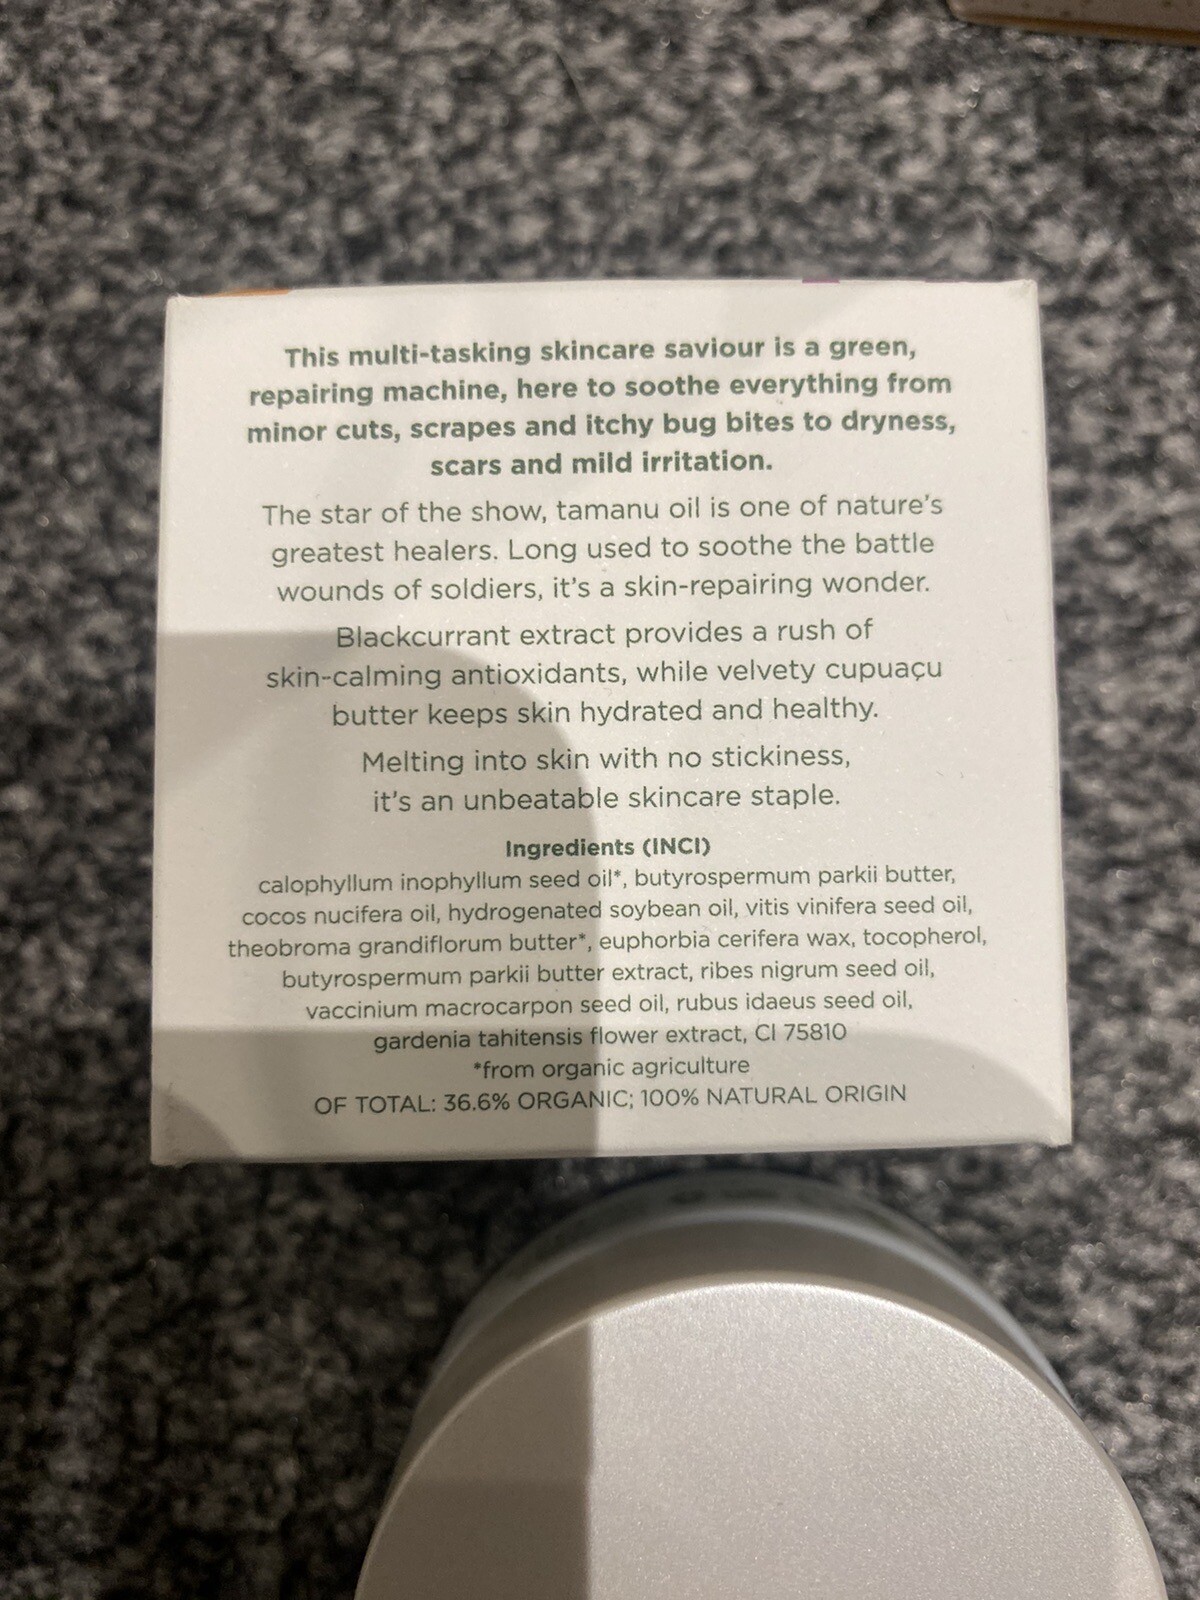 This multi-tasking skincare saviour is a green,
repairing machine, here to soothe everything from
minor cuts, scrapes and itchy bug bites to dryness,
scars and mild irritation.
The star of the show, tamanu oil is one of nature's
greatest healers. Long used to soothe the battle
wounds of soldiers, it's a skin-repairing wonder.
Blackcurrant extract provides a rush of
skin-calming antioxidants, while velvety cupuaçu
butter keeps skin hydrated and healthy.
Melting into skin with no stickiness,
it's an unbeatable skincare staple.
Ingredients (INCI)
calophyllum inophyllum seed oil*, butyrospermum parkii butter,
cocos nucifera oil, hydrogenated soybean oil, vitis vinifera seed oil,
theobroma grandiflorum butter*, euphorbia cerifera wax, tocopherol,
butyrospermum parkii butter extract, ribes nigrum seed oil,
vaccinium macrocarpon seed oil, rubus idaeus seed oil,
gardenia tahitensis flower extract, CI 75810
*from organic agriculture
OF TOTAL: 36.6% ORGANIC; 100% NATURAL ORIGIN